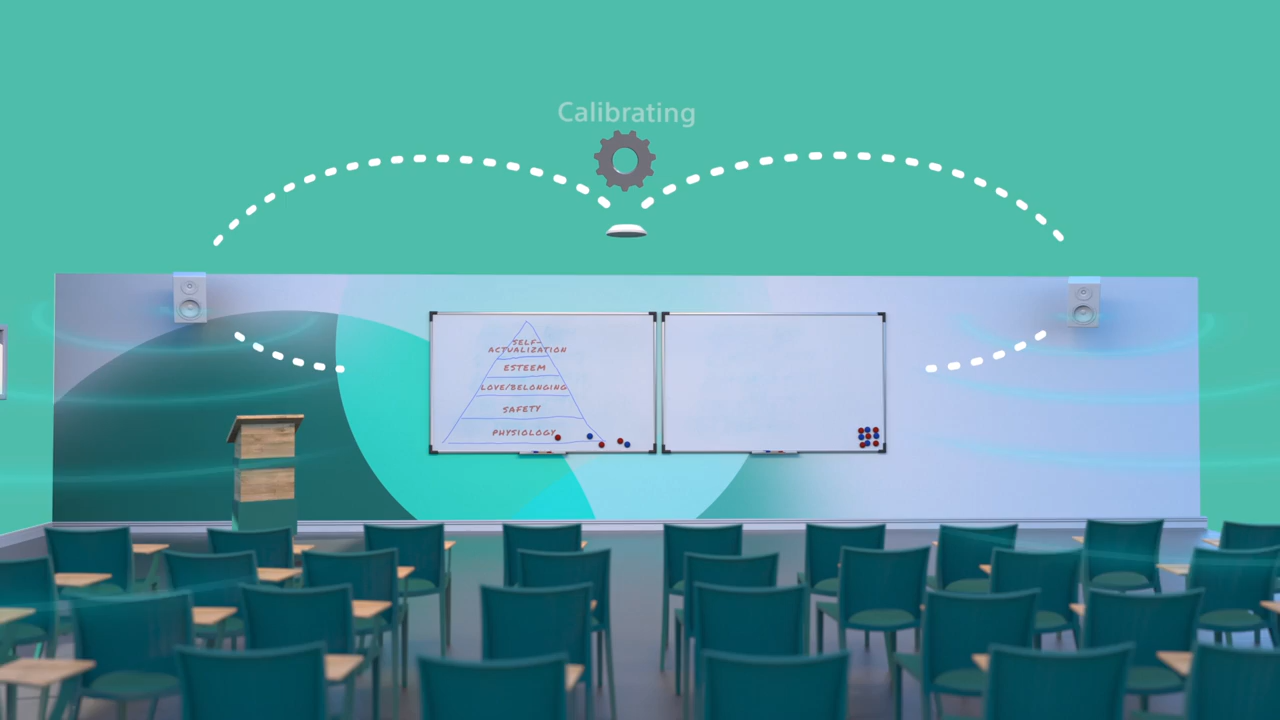 Calibrating
SELF-
ACTUALIZATION
ESTEEM
LOVE/BELONGING
SAFETY
PHYSIOLOGY